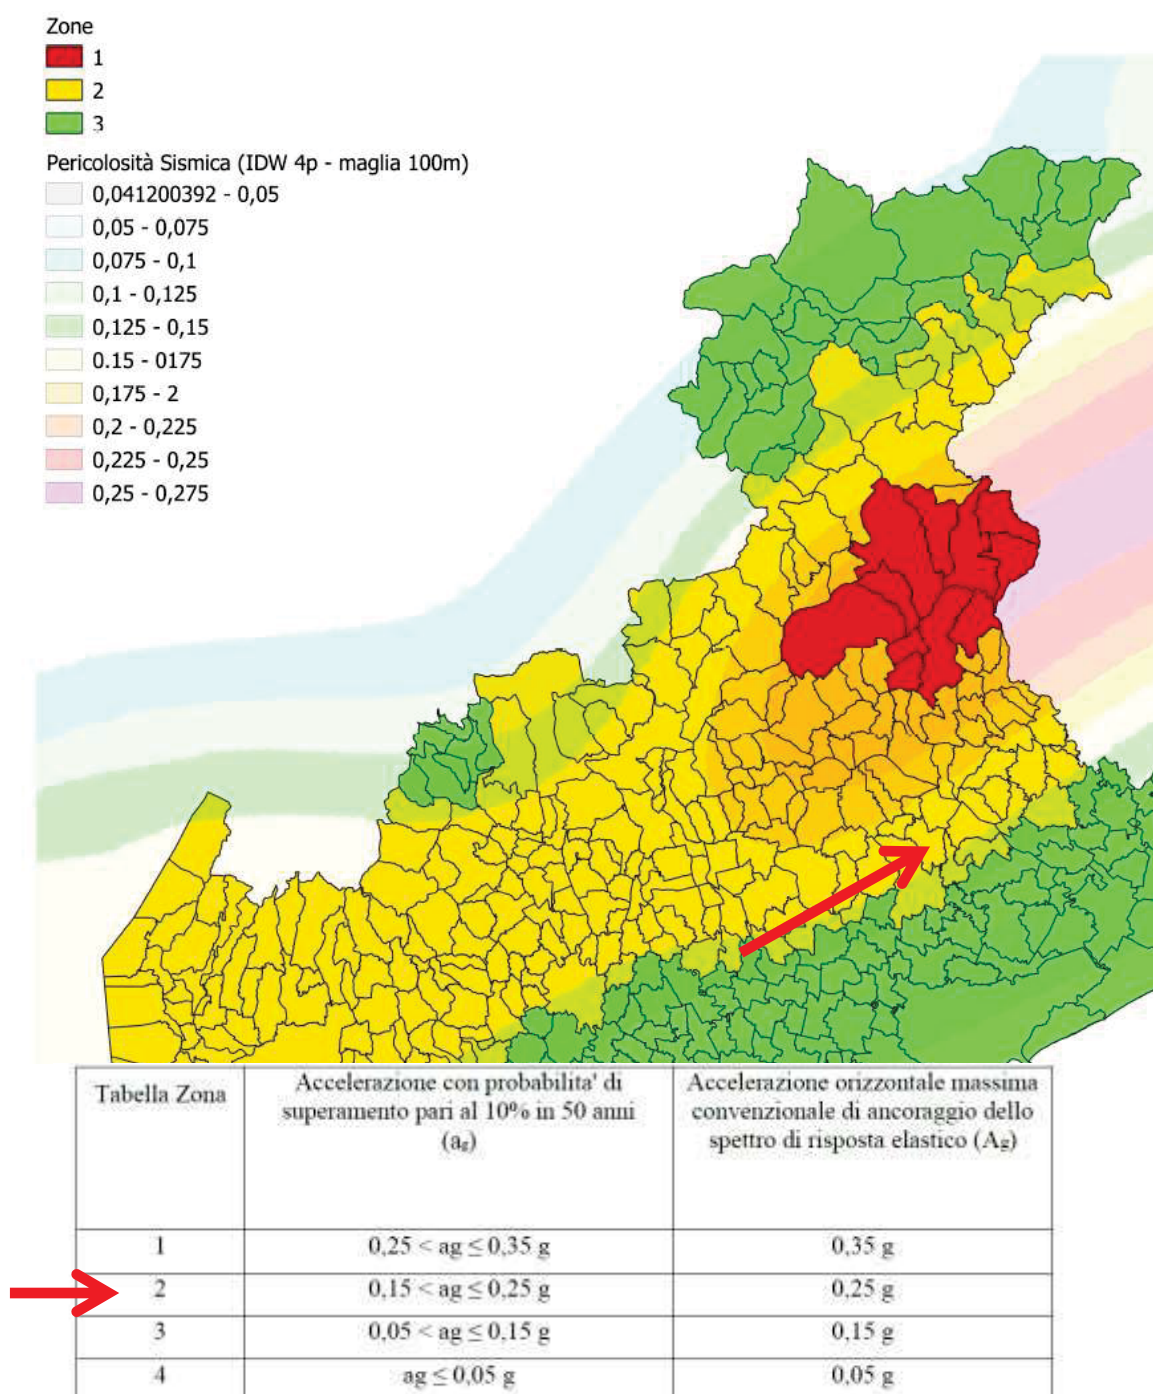 Zone
1
2
3
Pericolosità Sismica (IDW 4p - maglia 100m)
0,041200392 - 0,05
0,05 - 0,075
0,075 - 0,1
0,1 - 0,125
0,125 - 0,15
0.15 - 0175
0,175 - 2
0,2 - 0,225
0,225 - 0,25
0,25 - 0,275
Tabella Zona
Accelerazione con probabilita' di
superamento pari al 10% in 50 anni
(ag)
Accelerazione orizzontale massima
convenzionale di ancoraggio dello
spettro di risposta elastico (Ag)
1 0,25 < ag ≤ 0,35 g 0,35 g
2 0,15 < ag ≤ 0,25 g 0,25 g
3 0,05 < ag ≤ 0,15 g 0,15 g
4 ag ≤ 0,05 g 0,05 g